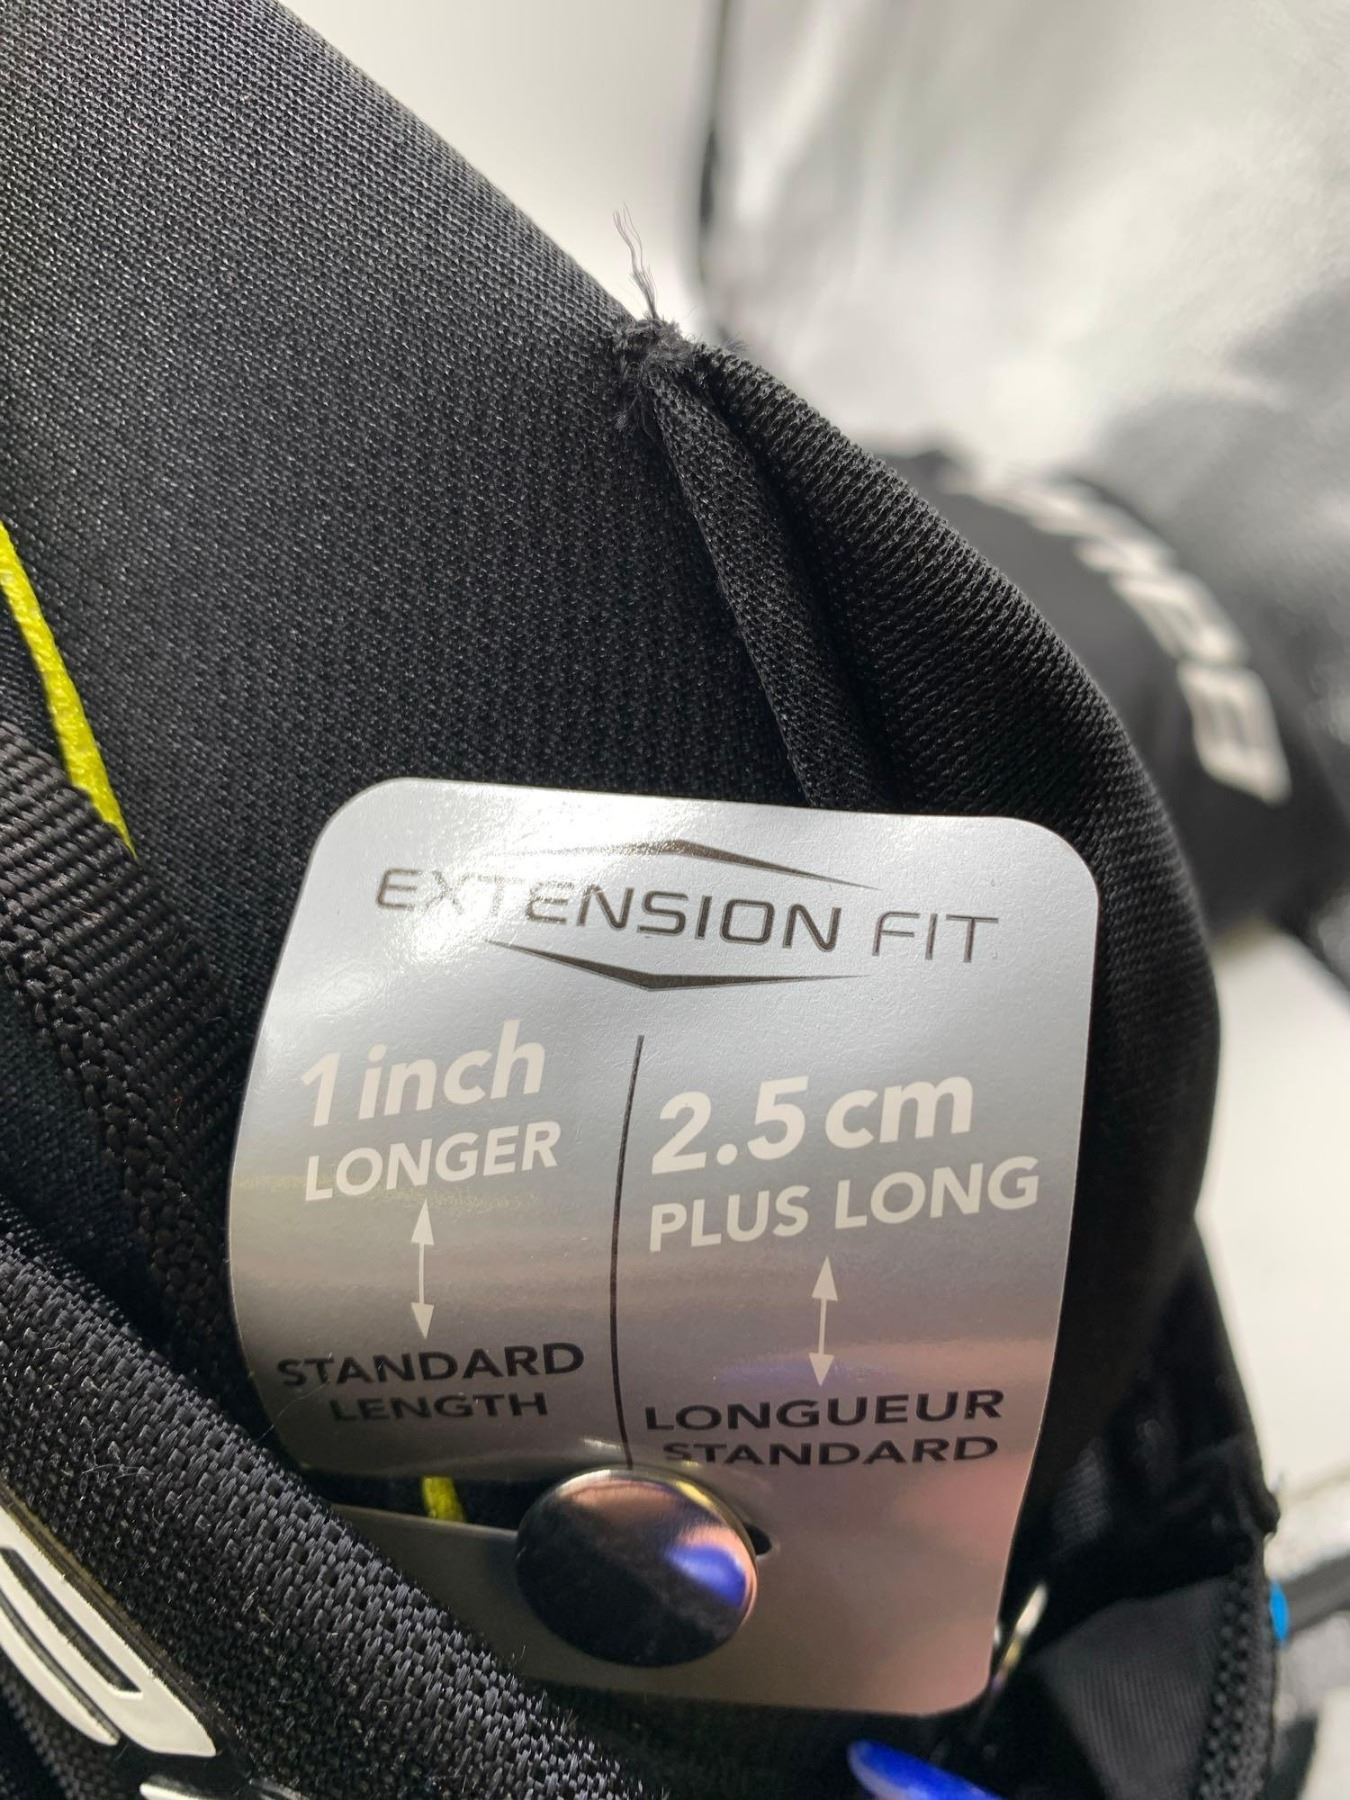 EXTENSION FIT
1 inch
LONGER
STANDARD
LENGTH
2.5 cm
PLUS LONG
LONGUEUR
STANDARD